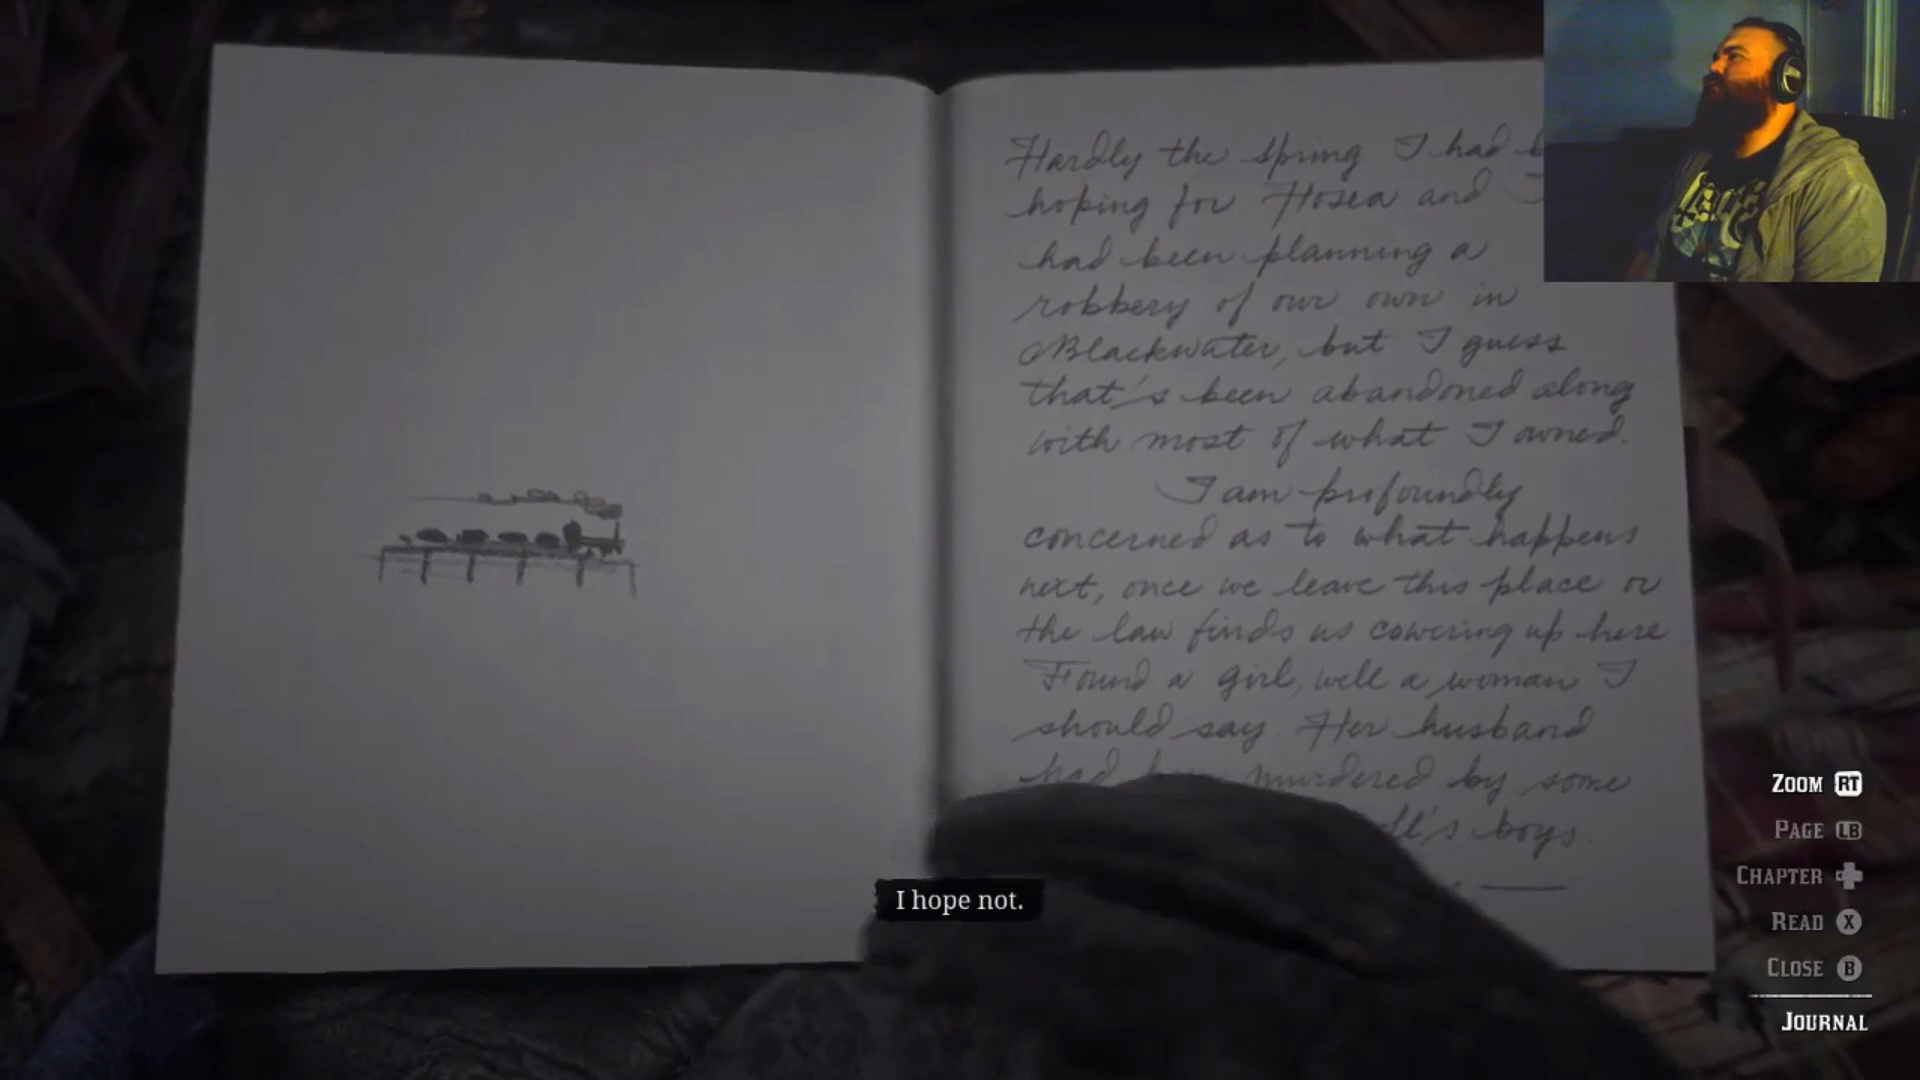 Hardly the spring I had
hoping for. Hosea and I
had been planning a
robbery of our own in
Blackwater, but I guess
that's been abandoned along
with most of what I owned.
I am profoundly
concerned as to what happens
next, once we leave this place or
the law finds us cowering up here
Found a girl, well a woman I
should say. Her husband
had been murdered by some
boys.
I hope not.
ZOOM RT
PAGE LB
CHAPTER
READ X
CLOSE B
JOURNAL